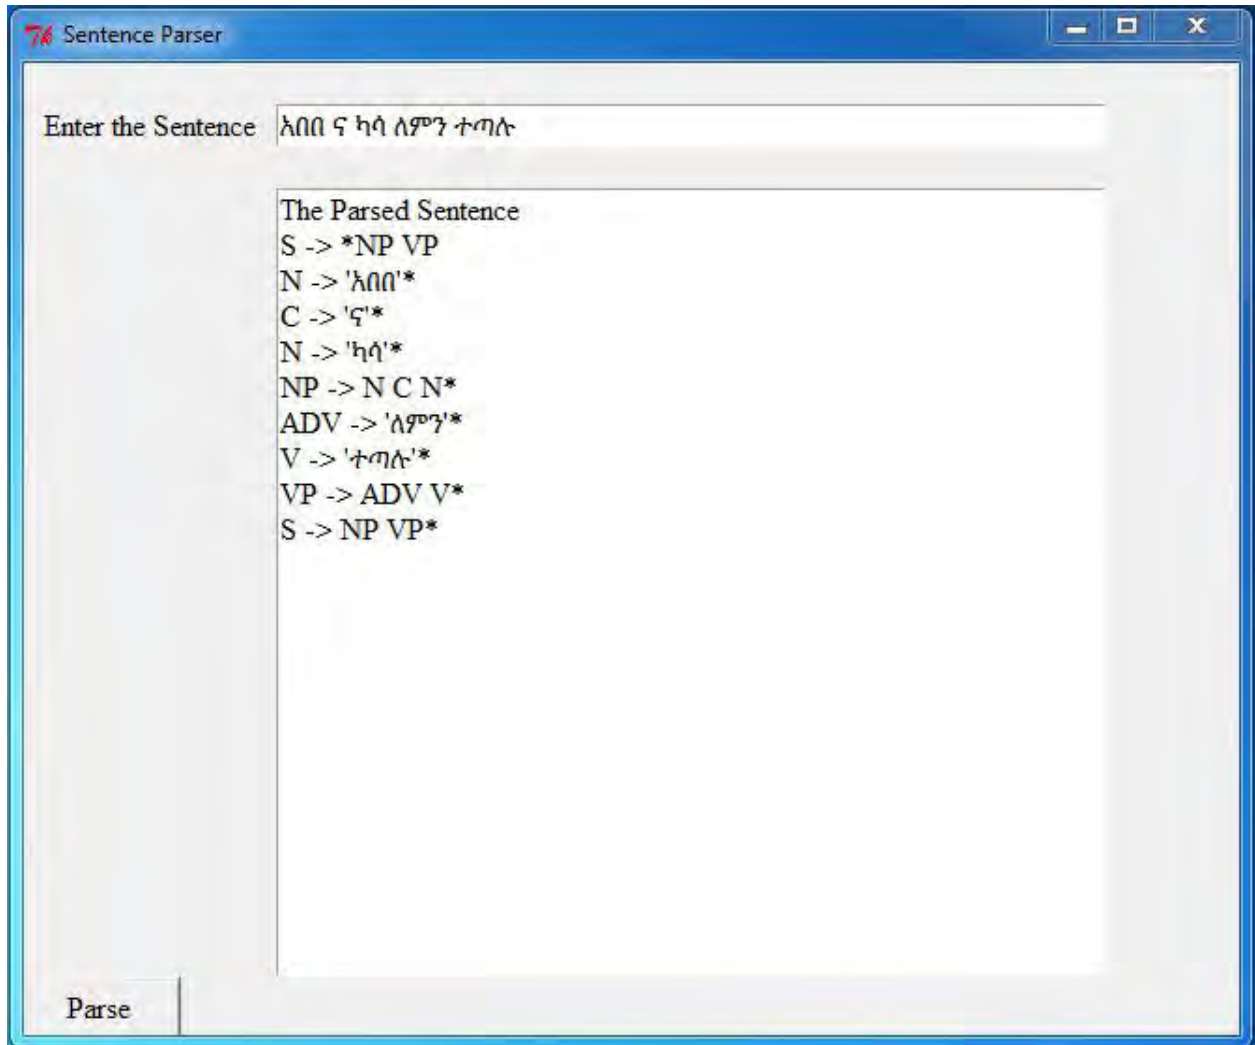 Sentence Parser
Enter the Sentence አበበ ና ካሳ ለምን ተጣሉ
The Parsed Sentence
S -> *NP VP
N -> 'አበበ'*
C -> 'ና'*
N -> 'ካሳ'*
NP -> N C N*
ADV -> 'ለምን'*
V -> 'ተጣሉ'*
VP -> ADV V*
S -> NP VP*
Parse